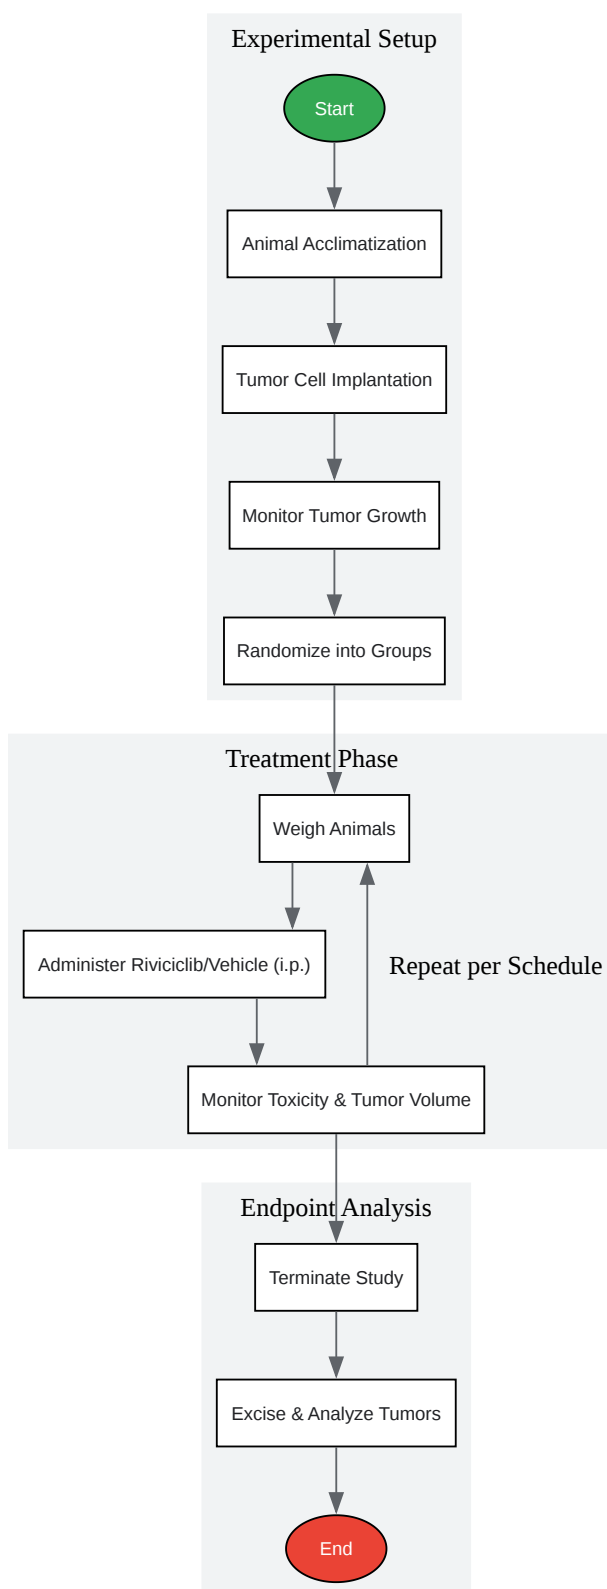 Experimental Setup
Start
Animal Acclimatization
Tumor Cell Implantation
Monitor Tumor Growth
Randomize into Groups
Treatment Phase
Weigh Animals
Administer Riviciclib/Vehicle (i.p.)
Repeat per Schedule
Monitor Toxicity & Tumor Volume
Endpoint Analysis
Terminate Study
Excise & Analyze Tumors
End